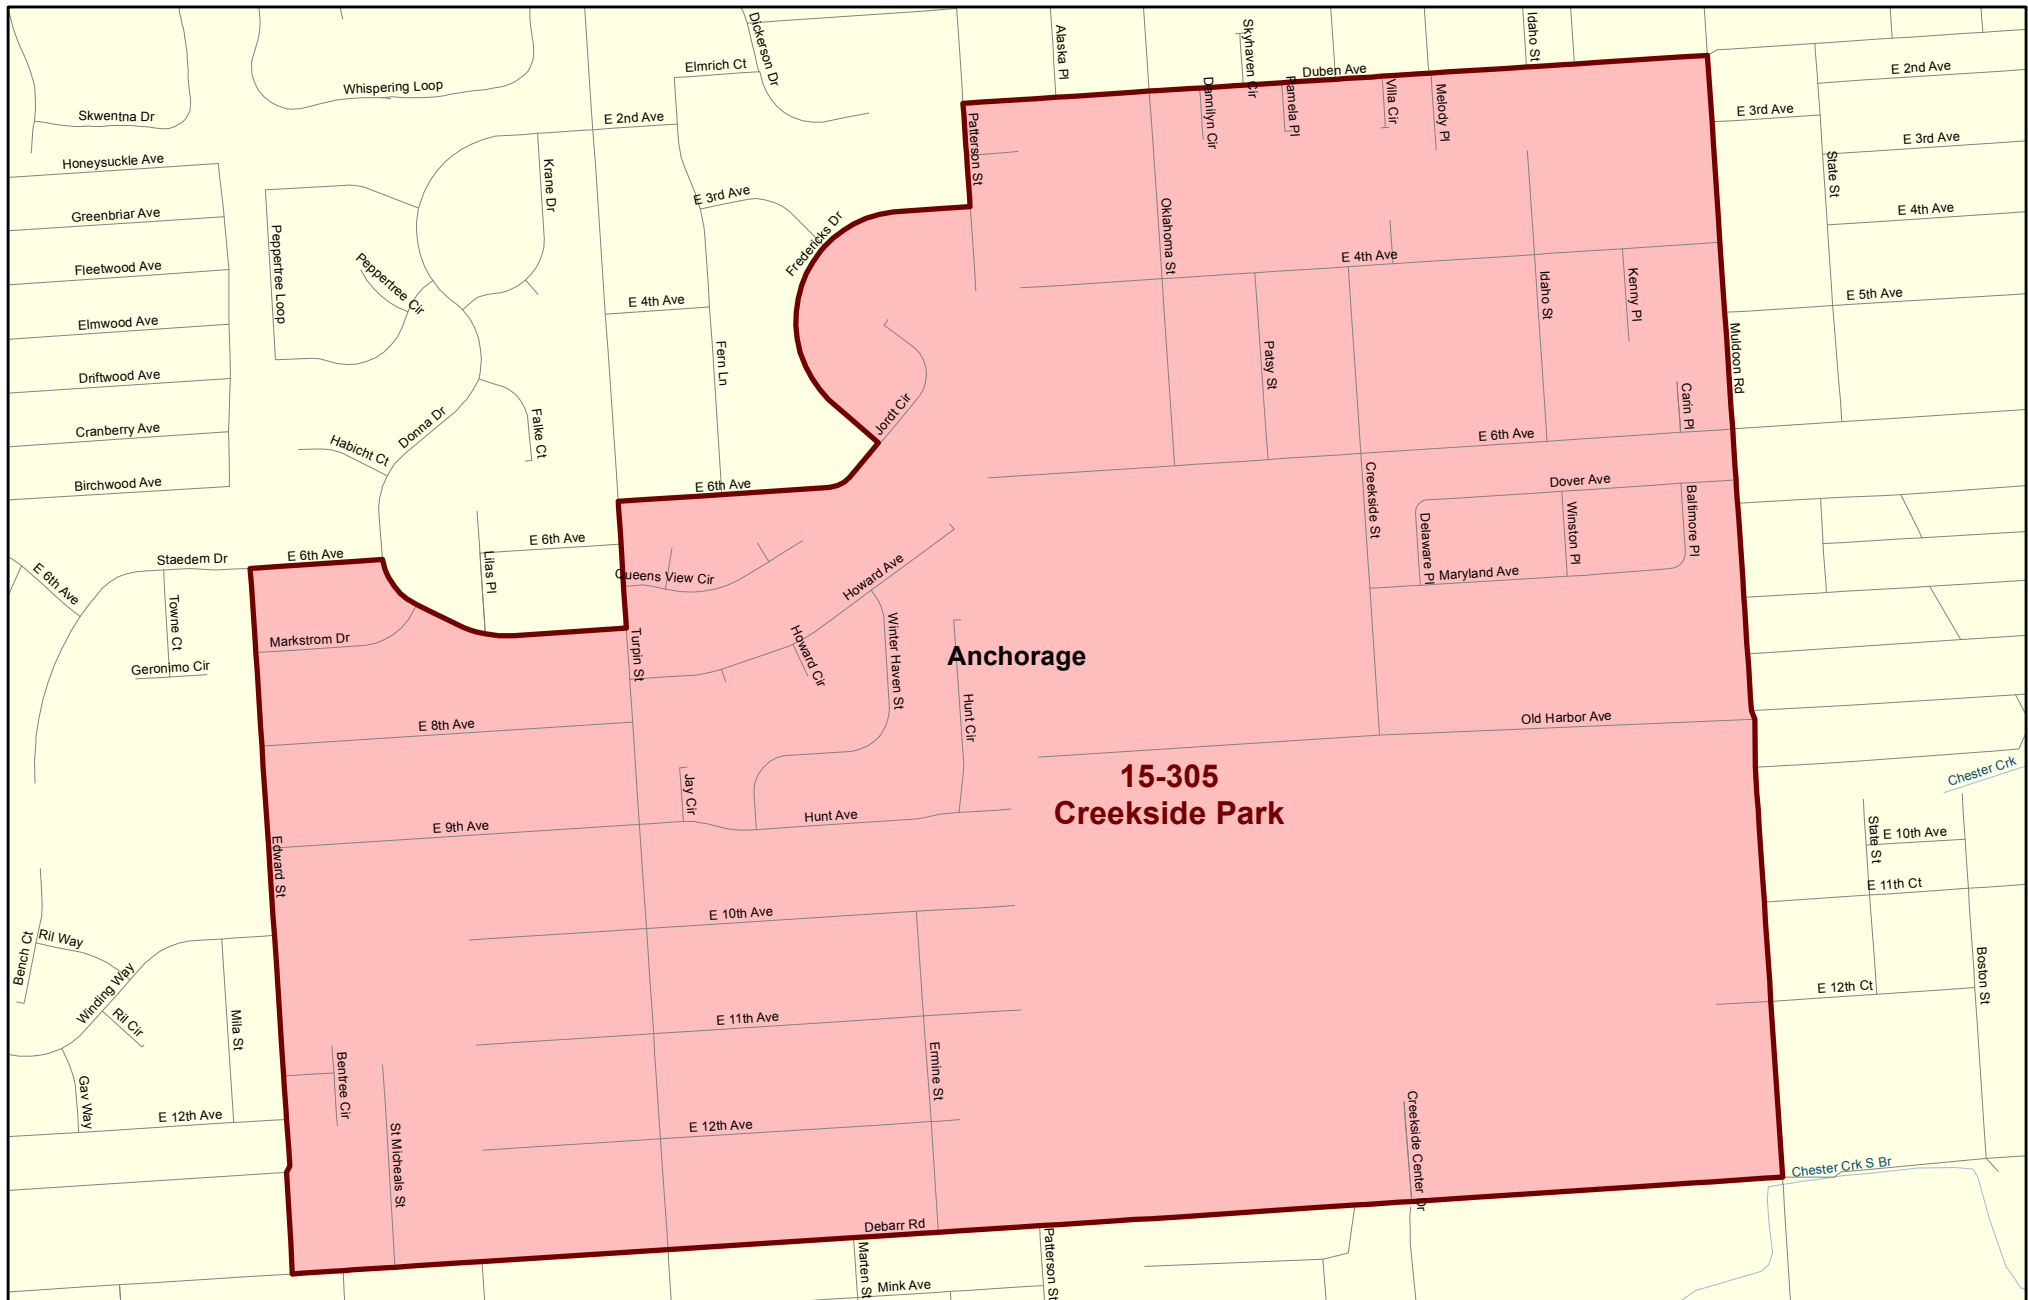 Dickerson Dr
Alaska Pl
Skyhaven Cir
Idaho St
Elmrich Ct
Duben Ave
E 2nd Ave
Whispering Loop
Skwentna Dr
E 2nd Ave
Patterson St
Dannilyn Cir
Pamela Pl
Villa Cir
Melody Pl
E 3rd Ave
E 3rd Ave
Honeysuckle Ave
Krane Dr
State St
E 3rd Ave
Greenbriar Ave
Peppertree Loop
Fredericks Dr
Oklahoma St
E 4th Ave
Fleetwood Ave
Peppertree Cir
E 4th Ave
Idaho St
Kenny Pl
E 5th Ave
Elmwood Ave
E 4th Ave
Fern Ln
Patsy St
Muldoon Rd
Driftwood Ave
Donna Dr
Falke Ct
Jordt Cir
Carin Pl
Cranberry Ave
Habicht Ct
E 6th Ave
Birchwood Ave
E 6th Ave
Creekside St
Dover Ave
Delaware Pl
Winston Pl
Baltimore Pl
E 6th Ave
Staedem Dr
E 6th Ave
Lilas Pl
E 6th Ave
Queens View Cir
Howard Ave
Maryland Ave
Towne Ct
Markstrom Dr
Turpin St
Howard Cir
Winter Haven St
Anchorage
Geronimo Cir
Hunt Cir
E 8th Ave
Old Harbor Ave
Jay Cir
15-305
Creekside Park
Chester Crk
E 9th Ave
Hunt Ave
Edward St
State St
E 10th Ave
E 11th Ct
Bench Ct
Ril Way
E 10th Ave
Winding Way
Ril Cir
Mila St
E 11th Ave
Boston St
E 12th Ct
Gav Way
Bentree Cir
Ermine St
E 12th Ave
St Micheals St
E 12th Ave
Creekside Center Dr
Chester Crk S Br
Debarr Rd
Marten St
Patterson St
Mink Ave